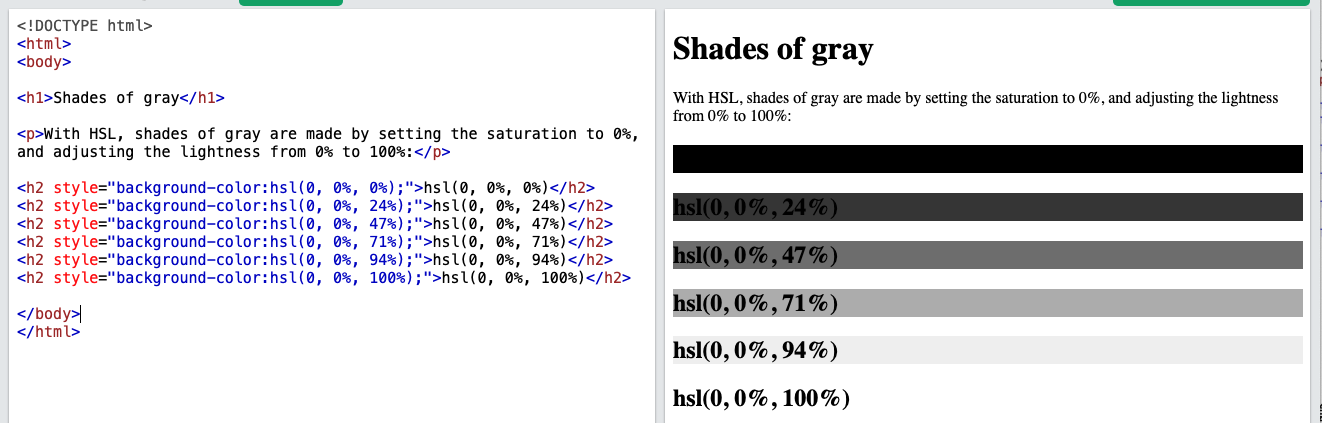 <!DOCTYPE html>
<html>
<body>
<h1>Shades of gray</h1>
<p>With HSL, shades of gray are made by setting the saturation to 0%,
and adjusting the lightness from 0% to 100%:</p>
<h2 style="background-color:hsl(0, 0%, 0%);">hsl(0, 0%, 0%)</h2>
<h2 style="background-color:hsl(0, 0%, 24%);">hsl(0, 0%, 24%)</h2>
<h2 style="background-color:hsl(0, 0%, 47%);">hsl(0, 0%, 47%)</h2>
<h2 style="background-color:hsl(0, 0%, 71%);">hsl(0, 0%, 71%)</h2>
<h2 style="background-color:hsl(0, 0%, 94%);">hsl(0, 0%, 94%)</h2>
<h2 style="background-color:hsl(0, 0%, 100%);">hsl(0, 0%, 100%)</h2>
</body>
</html>
Shades of gray
With HSL, shades of gray are made by setting the saturation to 0%, and adjusting the lightness
from 0% to 100%:
hsl(0, 0%, 24%)
hsl(0, 0%, 47%)
hsl(0, 0%, 71%)
hsl(0, 0%, 94%)
hsl(0, 0%, 100%)